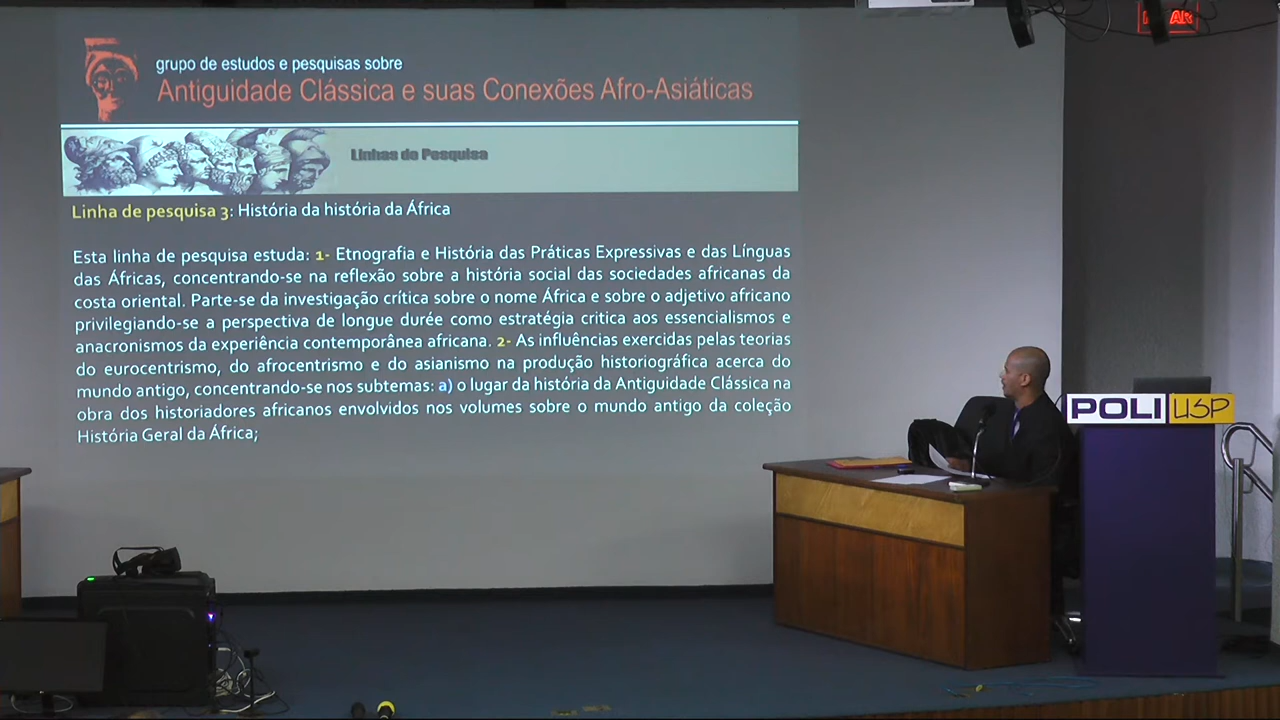 grupo de estudos e pesquisas sobre
Antiguidade Clássica e suas Conexões Afro-Asiáticas
Linhas de Pesquisa
Linha de pesquisa 3: História da história da África
Esta linha de pesquisa estuda: 1- Etnografia e História das Práticas Expressivas e das Línguas
das Áfricas, concentrando-se na reflexão sobre a história social das sociedades africanas da
costa oriental. Parte-se da investigação crítica sobre o nome África e sobre o adjetivo africano
privilegiando-se a perspectiva de longue durée como estratégia critica aos essencialismos e
anacronismos da experiência contemporânea africana. 2- As influências exercidas pelas teorias
do eurocentrismo, do afrocentrismo e do asianismo na produção historiográfica acerca do
mundo antigo, concentrando-se nos subtemas: a) o lugar da história da Antiguidade Clássica na
obra dos historiadores africanos envolvidos nos volumes sobre o mundo antigo da coleção
História Geral da África;
POLI USP